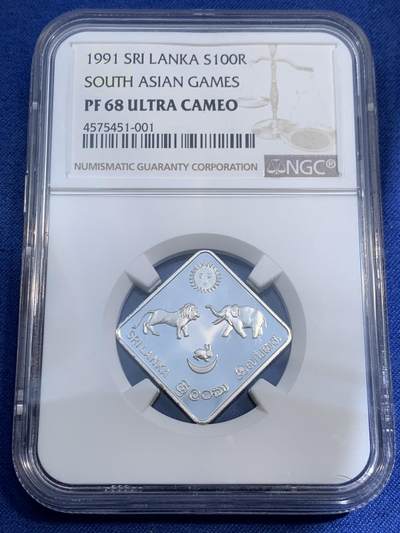 1991 SRI LANKA S100R
SOUTH ASIAN GAMES
PF 68 ULTRA CAMEO
4575451-001
NUMISMATIC GUARANTY CORPORATION
NGC®
SRI LANKA
ශ්‍රී ලංකා